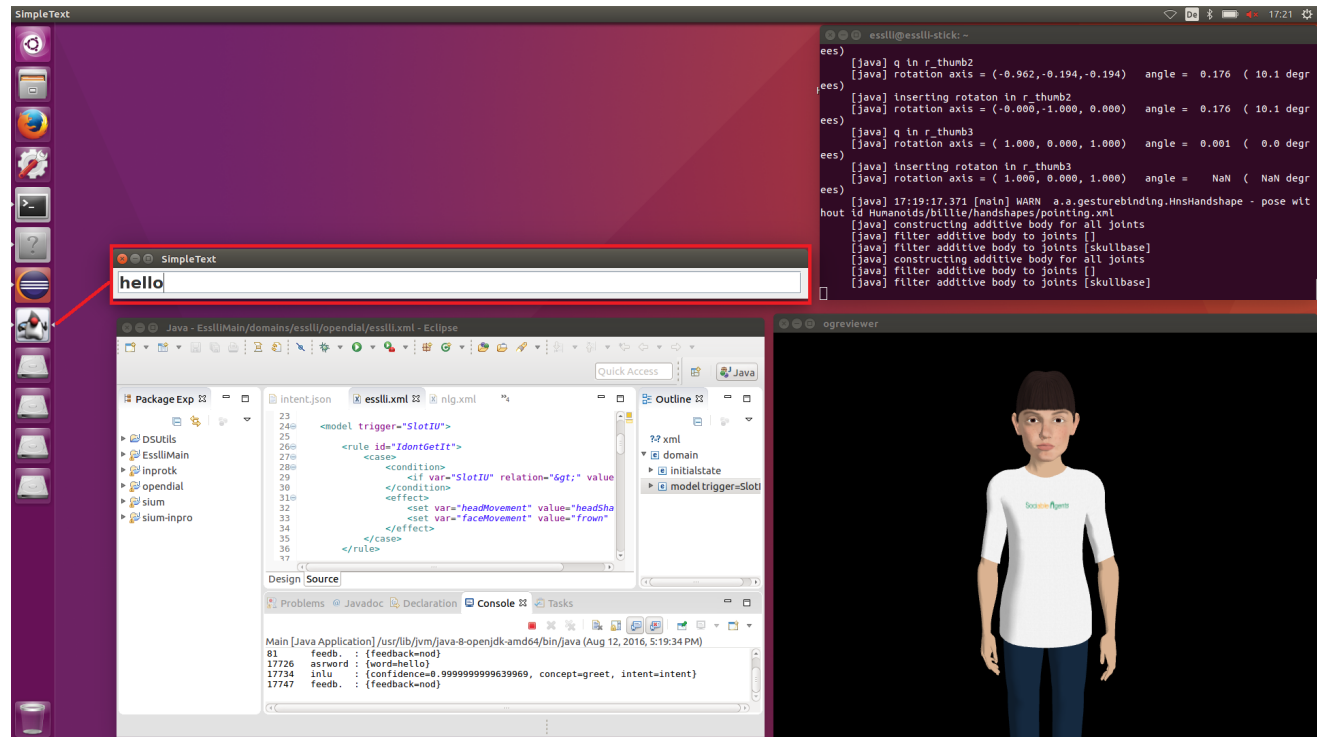 SimpleText
De
17:21
esslli@esslli-stick: ~
ees)
[java] q in r_thumb2
[java] rotation axis = (-0.962,-0.194,-0.194)   angle =  0.176  ( 10.1 degr
ees)
[java] inserting rotaton in r_thumb2
[java] rotation axis = (-0.000,-1.000, 0.000)   angle =  0.176  ( 10.1 degr
ees)
[java] q in r_thumb3
[java] rotation axis = ( 1.000, 0.000, 1.000)   angle =  0.001  (  0.0 degr
ees)
[java] inserting rotaton in r_thumb3
[java] rotation axis = ( 1.000, 0.000, 1.000)   angle =    NaN  (  NaN degr
ees)
[java] 17:19:17.371 [main] WARN  a.a.gesturebinding.HnsHandshape - pose wit
hout id Humanoids/billie/handshapes/pointing.xml
[java] constructing additive body for all joints
[java] filter additive body to joints []
[java] filter additive body to joints [skullbase]
[java] constructing additive body for all joints
[java] filter additive body to joints []
[java] filter additive body to joints [skullbase]
SimpleText
hello
Java - EsslliMain/domains/esslli/opendial/esslli.xml - Eclipse
Quick Access
Java
Package Exp
DSUtils
EsslliMain
inprotk
opendial
sium
sium-inpro
intent.json
esslli.xml
nlg.xml
»4
23
24 <model trigger="SlotIU">
25
26 <rule id="IdontGetIt">
27 <case>
28 <condition>
29 <if var="SlotIU" relation="&gt;" value
30 </condition>
31 <effect>
32 <set var="headMovement" value="headSha
33 <set var="faceMovement" value="frown"
34 </effect>
35 </case>
36 </rule>
37
Design Source
Outline
?-? xml
e domain
e initialstate
e model trigger=SlotI
Problems @ Javadoc Declaration Console Tasks
Main [Java Application] /usr/lib/jvm/java-8-openjdk-amd64/bin/java (Aug 12, 2016, 5:19:34 PM)
81 feedb. : {feedback=nod}
17726 asrword : {word=hello}
17734 inlu : {confidence=0.9999999999639969, concept=greet, intent=intent}
17747 feedb. : {feedback=nod}
ogreviewer
Sociable Agents